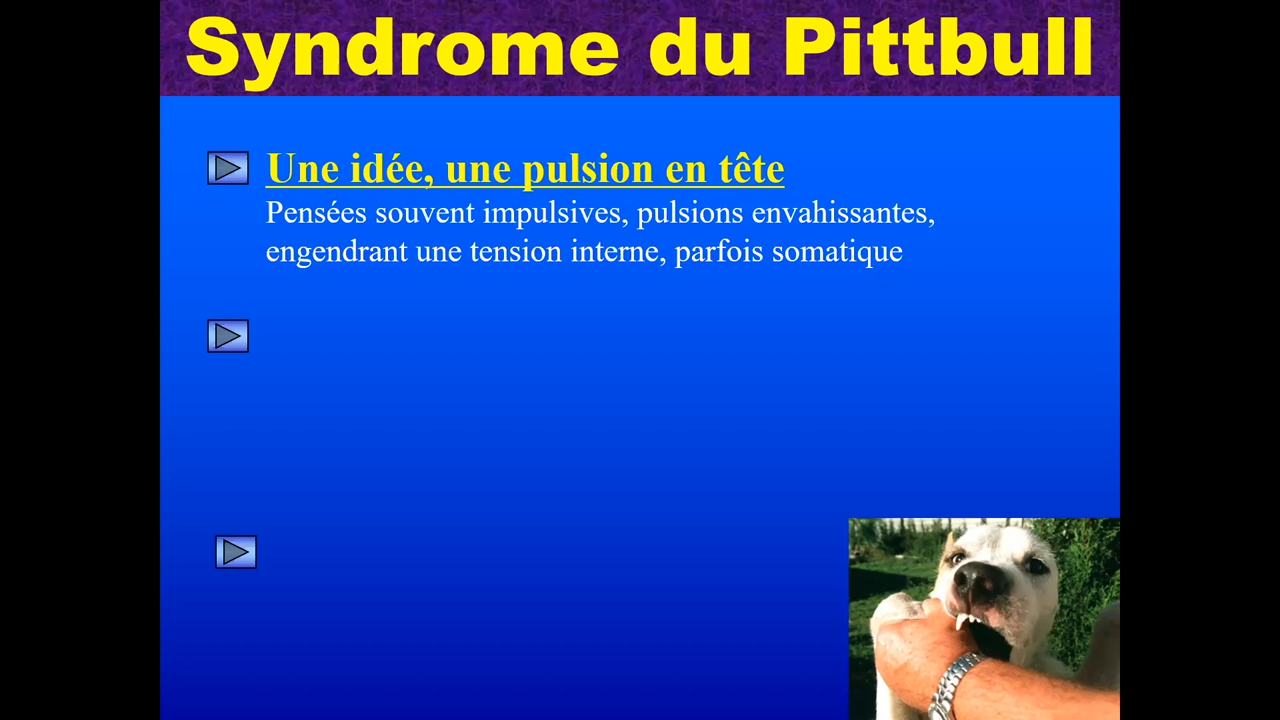 Syndrome du Pittbull
Une idée, une pulsion en tête
Pensées souvent impulsives, pulsions envahissantes,
engendrant une tension interne, parfois somatique